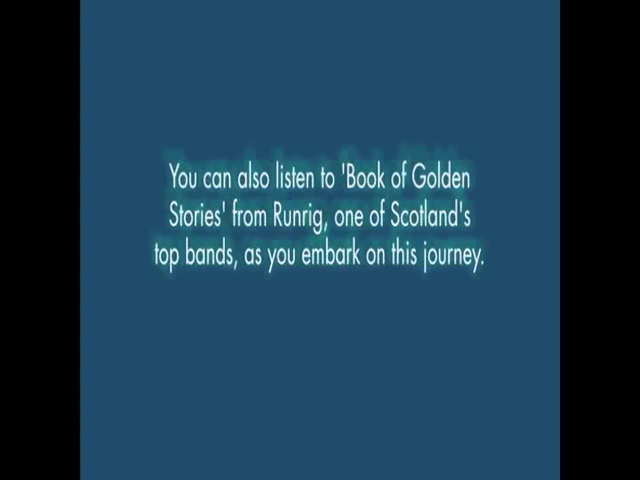 You can also listen to 'Book of Golden
Stories' from Runrig, one of Scotland's
top bands, as you embark on this journey.